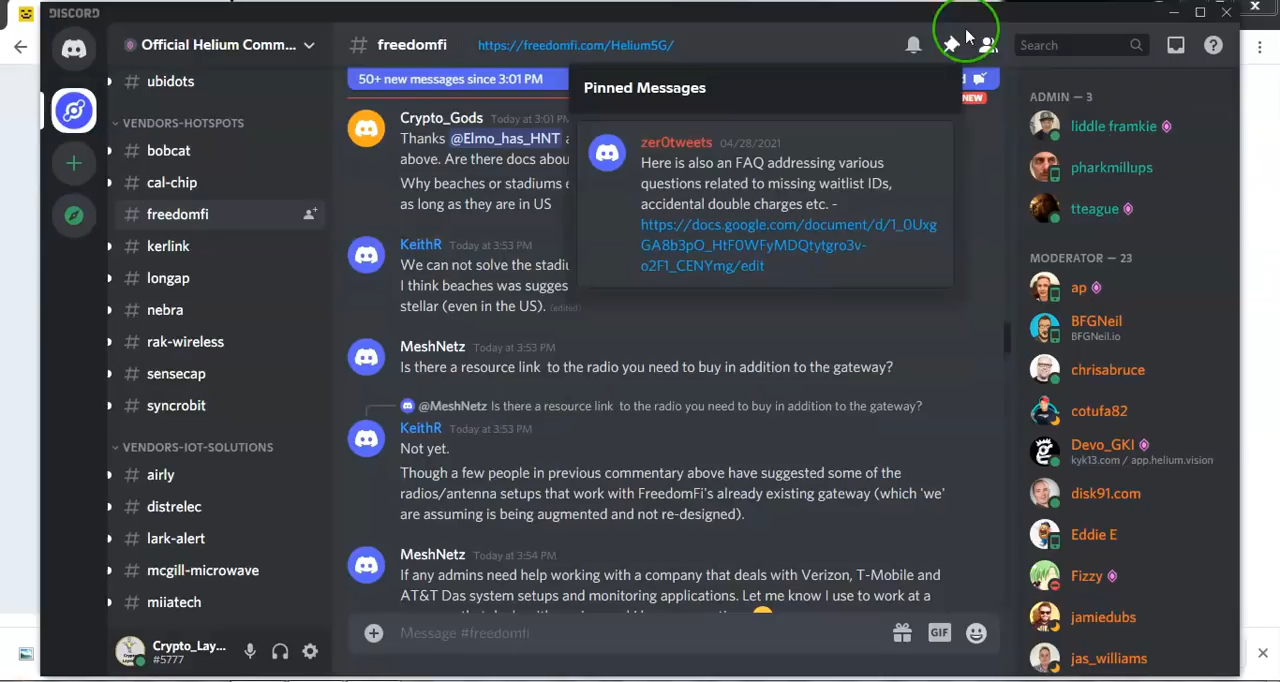 DISCORD
Official Helium Comm...
# ubidots
VENDORS-HOTSPOTS
# bobcat
# cal-chip
# freedomfi
# kerlink
# longap
# nebra
# rak-wireless
# sensecap
# syncrobit
VENDORS-IOT-SOLUTIONS
# airly
# distrelec
# lark-alert
# mcgill-microwave
# miiatech
Crypto_Lay...
#5777
# freedomfi https://freedomfi.com/Helium5G/
Search
50+ new messages since 3:01 PM
NEW
Crypto_Gods Today at 3:01 PM
Thanks @Elmo_has_HNT
above. Are there docs abou
Why beaches or stadiums
as long as they are in US
KeithR Today at 3:53 PM
We can not solve the stadiu
I think beaches was sugges
stellar (even in the US). (edited)
MeshNetz Today at 3:53 PM
Is there a resource link to the radio you need to buy in addition to the gateway?
@MeshNetz Is there a resource link to the radio you need to buy in addition to the gateway?
KeithR Today at 3:53 PM
Not yet.
Though a few people in previous commentary above have suggested some of the
radios/antenna setups that work with FreedomFi's already existing gateway (which 'we'
are assuming is being augmented and not re-designed).
MeshNetz Today at 3:54 PM
If any admins need help working with a company that deals with Verizon, T-Mobile and
AT&T Das system setups and monitoring applications. Let me know I use to work at a
Message #freedomfi
GIF
Pinned Messages
zer0tweets 04/28/2021
Here is also an FAQ addressing various
questions related to missing waitlist IDs,
accidental double charges etc. -
https://docs.google.com/document/d/1_0Uxg
GA8b3pO_HtF0WFyMDQtytgro3v-
o2F1_CENYmg/edit
ADMIN — 3
liddle framkie
pharkmillups
tteague
MODERATOR — 23
ap
BFGNeil
BFGNeil.io
chrisabruce
cotufa82
Devo_GKI
kyk13.com / app.helium.vision
disk91.com
Eddie E
Fizzy
jamiedubs
jas_williams